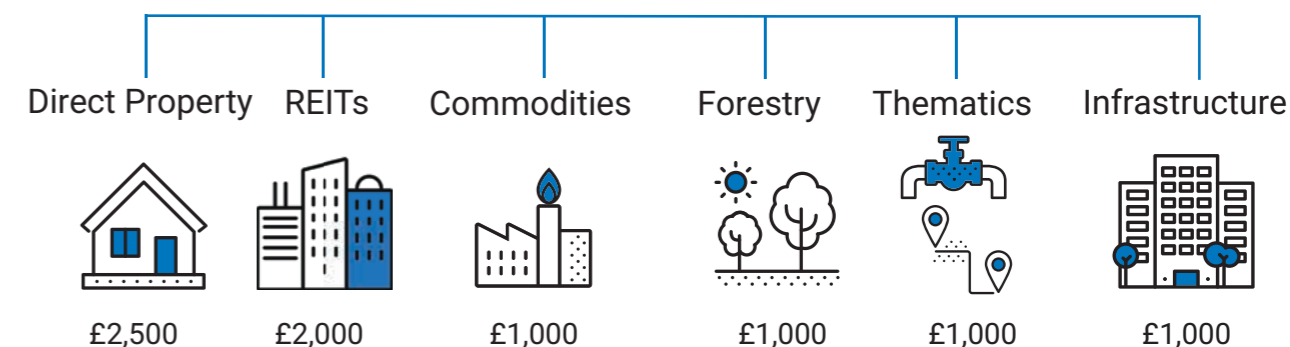 Direct Property REITs Commodities Forestry Thematics Infrastructure
£2,500 £2,000 £1,000 £1,000 £1,000 £1,000